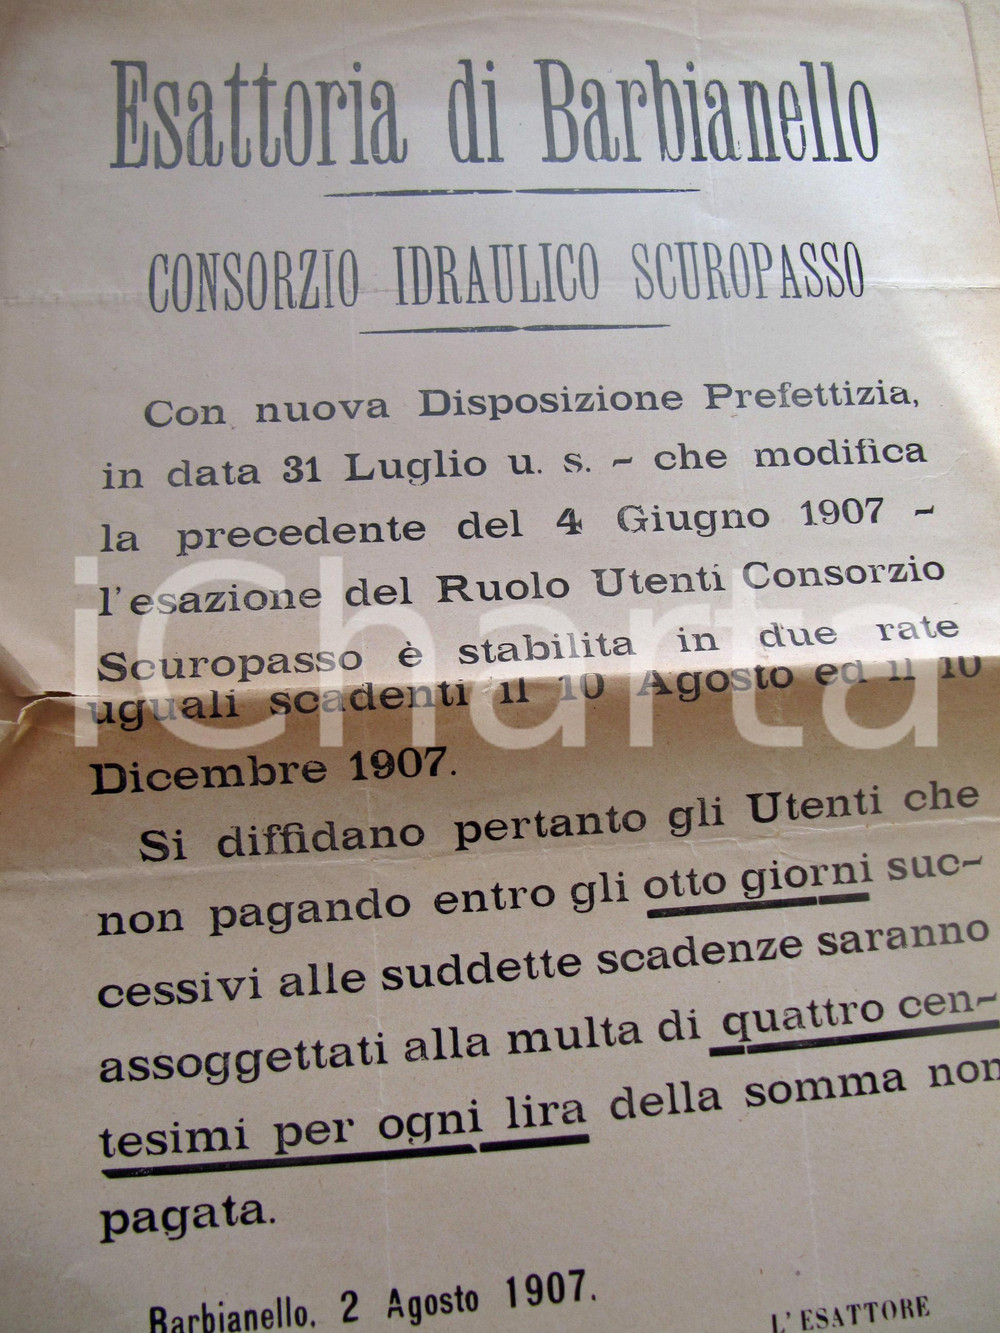 Esattoria di Barbianello
CONSORZIO IDRAULICO SCUROPASSO
Con nuova Disposizione Prefettizia,
in data 31 Luglio u. s. - che modifica
la precedente del 4 Giugno 1907 -
l'esazione del Ruolo Utenti Consorzio
Scuropasso è stabilita in due rate
uguali scadenti il 10 Agosto ed il 10
Dicembre 1907.
Si diffidano pertanto gli Utenti che
non pagando entro gli otto giorni suc-
cessivi alle suddette scadenze saranno
assoggettati alla multa di quattro cen-
tesimi per ogni lira della somma non
pagata.
Barbianello, 2 Agosto 1907.
L'ESATTORE
iCharta